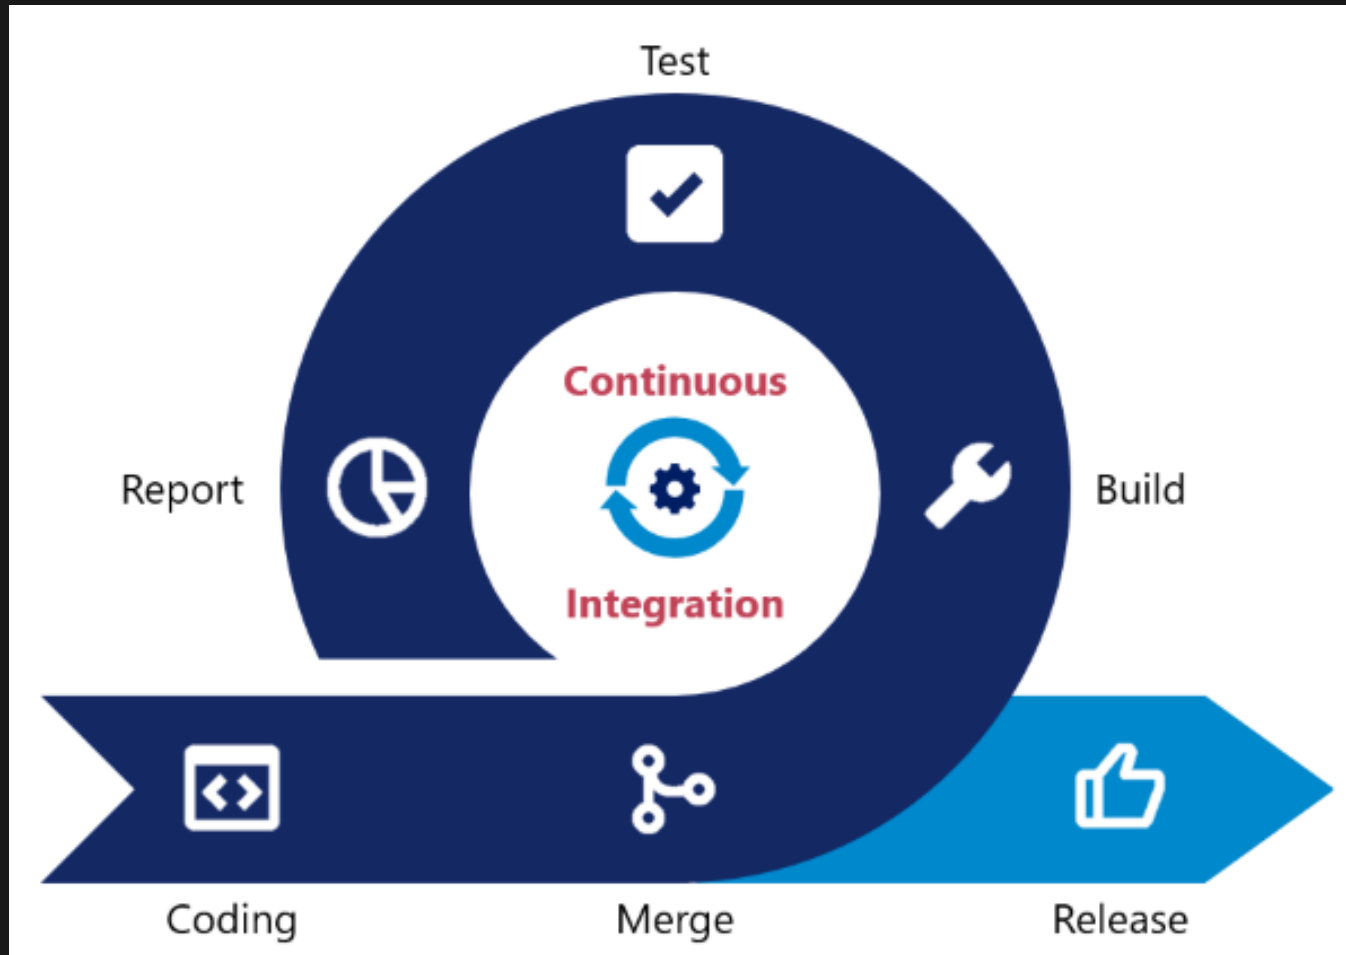 Test
Continuous
Report
Build
Integration
Coding
Merge
Release